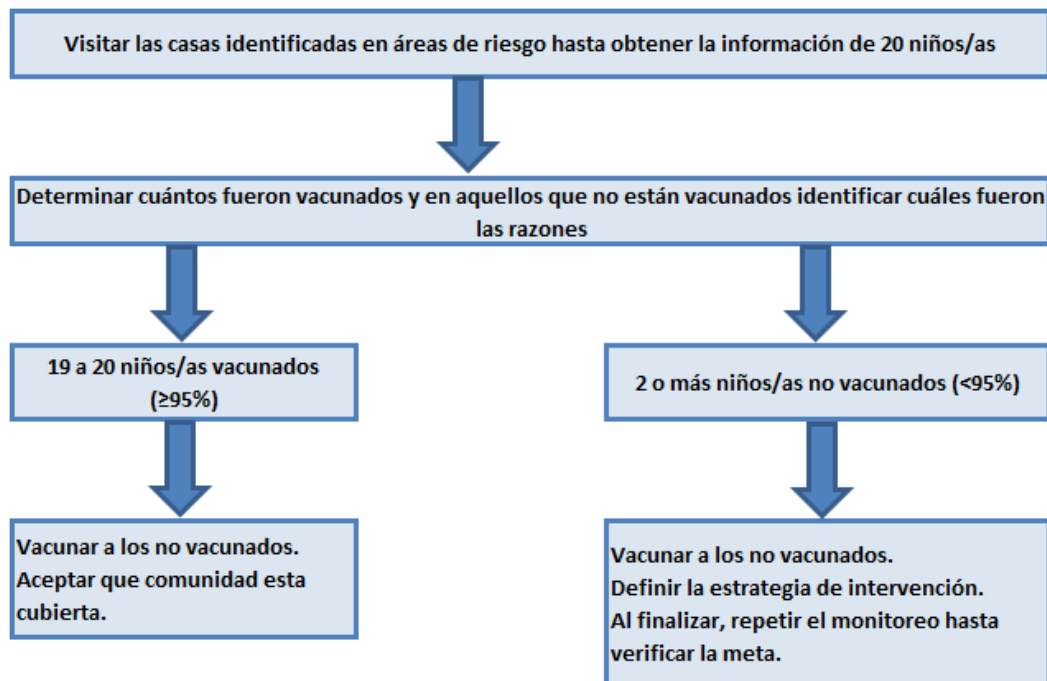 Visitar las casas identificadas en áreas de riesgo hasta obtener la información de 20 niños/as
Determinar cuántos fueron vacunados y en aquellos que no están vacunados identificar cuáles fueron
las razones
19 a 20 niños/as vacunados
(≥95%)
2 o más niños/as no vacunados (<95%)
Vacunar a los no vacunados.
Aceptar que comunidad esta
cubierta.
Vacunar a los no vacunados.
Definir la estrategia de intervención.
Al finalizar, repetir el monitoreo hasta
verificar la meta.